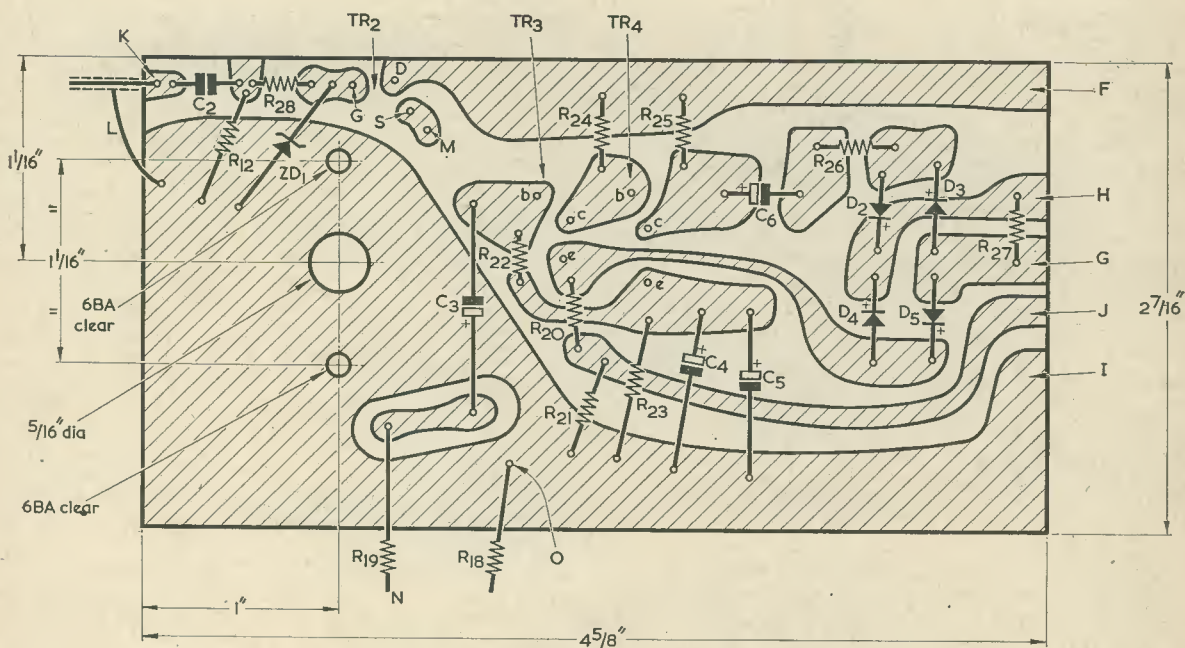 TR2
TR3
TR4
K
C2
R28
G
D
F
L
S
M
R24
R25
R12
ZD1
1 1/16"
R26
D3
D2
H
b
b
c
c
C6
=
1 1/16"
=
R22
e
e
R27
G
6BA
clear
C3
R20
D4
D5
J
2 7/16"
I
R21
R23
C4
C5
5/16" dia
6BA clear
R19
N
R18
O
1"
4 5/8"
+
+
+
+
+
+
+
+